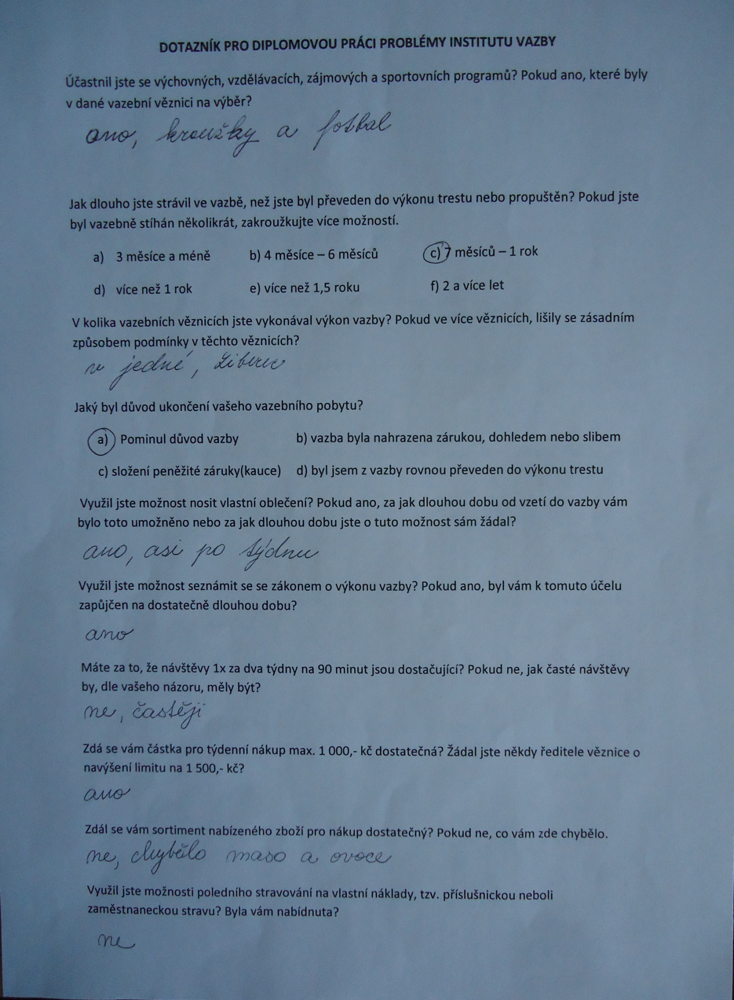 DOTAZNÍK PRO DIPLOMOVOU PRÁCI PROBLÉMY INSTITUTU VAZBY
Účastnil jste se výchovných, vzdělávacích, zájmových a sportovních programů? Pokud ano, které byly
v dané vazební věznici na výběr?
ano, kroužky a fotbal
Jak dlouho jste strávil ve vazbě, než jste byl převeden do výkonu trestu nebo propuštěn? Pokud jste
byl vazebně stíhán několikrát, zakroužkujte více možností.
a) 3 měsíce a méně b) 4 měsíce – 6 měsíců c) 7 měsíců – 1 rok
d) více než 1 rok e) více než 1,5 roku f) 2 a více let
V kolika vazebních věznicích jste vykonával výkon vazby? Pokud ve více věznicích, lišily se zásadním
způsobem podmínky v těchto věznicích?
v jedné, Liberec
Jaký byl důvod ukončení vašeho vazebního pobytu?
a) Pominul důvod vazby b) vazba byla nahrazena zárukou, dohledem nebo slibem
c) složení peněžité záruky(kauce) d) byl jsem z vazby rovnou převeden do výkonu trestu
Využil jste možnost nosit vlastní oblečení? Pokud ano, za jak dlouhou dobu od vzetí do vazby vám
bylo toto umožněno nebo za jak dlouhou dobu jste o tuto možnost sám žádal?
ano, asi po týdnu
Využil jste možnost seznámit se se zákonem o výkonu vazby? Pokud ano, byl vám k tomuto účelu
zapůjčen na dostatečně dlouhou dobu?
ano
Máte za to, že návštěvy 1x za dva týdny na 90 minut jsou dostačující? Pokud ne, jak časté návštěvy
by, dle vašeho názoru, měly být?
ne, častěji
Zdá se vám částka pro týdenní nákup max. 1 000,- kč dostatečná? Žádal jste někdy ředitele věznice o
navýšení limitu na 1 500,- kč?
ano
Zdál se vám sortiment nabízeného zboží pro nákup dostatečný? Pokud ne, co vám zde chybělo.
ne, chybělo maso a ovoce
Využil jste možnosti poledního stravování na vlastní náklady, tzv. příslušnickou neboli
zaměstnaneckou stravu? Byla vám nabídnuta?
ne